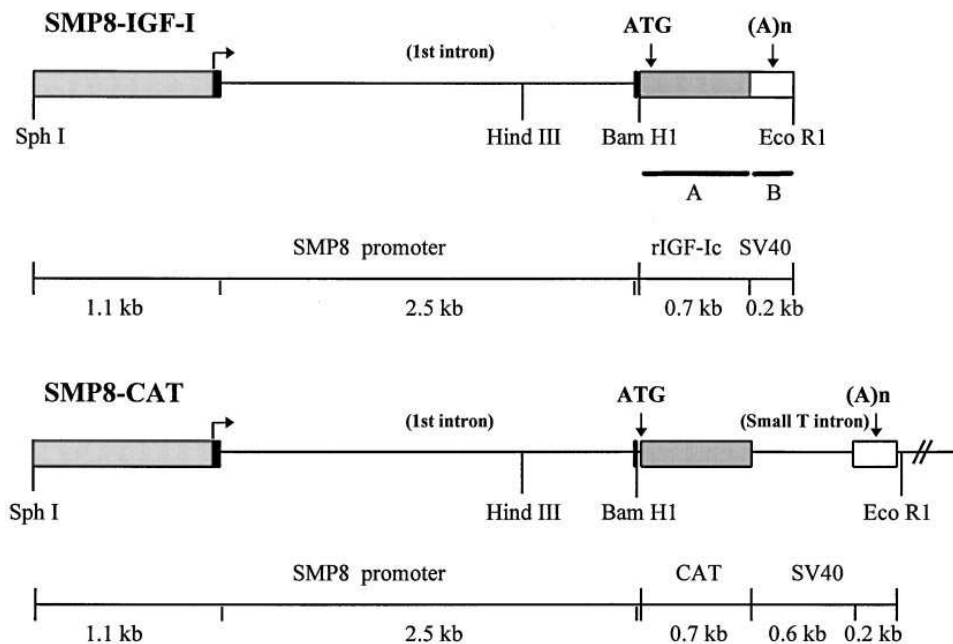 SMP8-IGF-I
ATG (A)n
(1st intron)
Sph I Hind III Bam H1 Eco R1
A B
SMP8 promoter rIGF-Ic SV40
1.1 kb 2.5 kb 0.7 kb 0.2 kb
SMP8-CAT
ATG (A)n
(1st intron) (Small T intron)
Sph I Hind III Bam H1 Eco R1
SMP8 promoter CAT SV40
1.1 kb 2.5 kb 0.7 kb 0.6 kb 0.2 kb